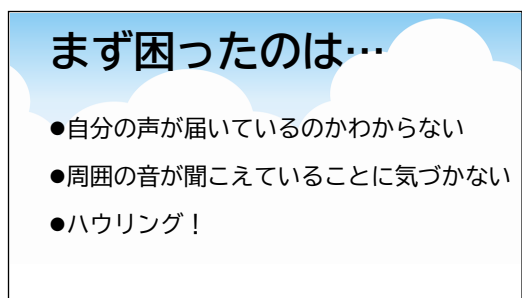 まず困ったのは…
●自分の声が届いているのかわからない
●周囲の音が聞こえていることに気づかない
●ハウリング！